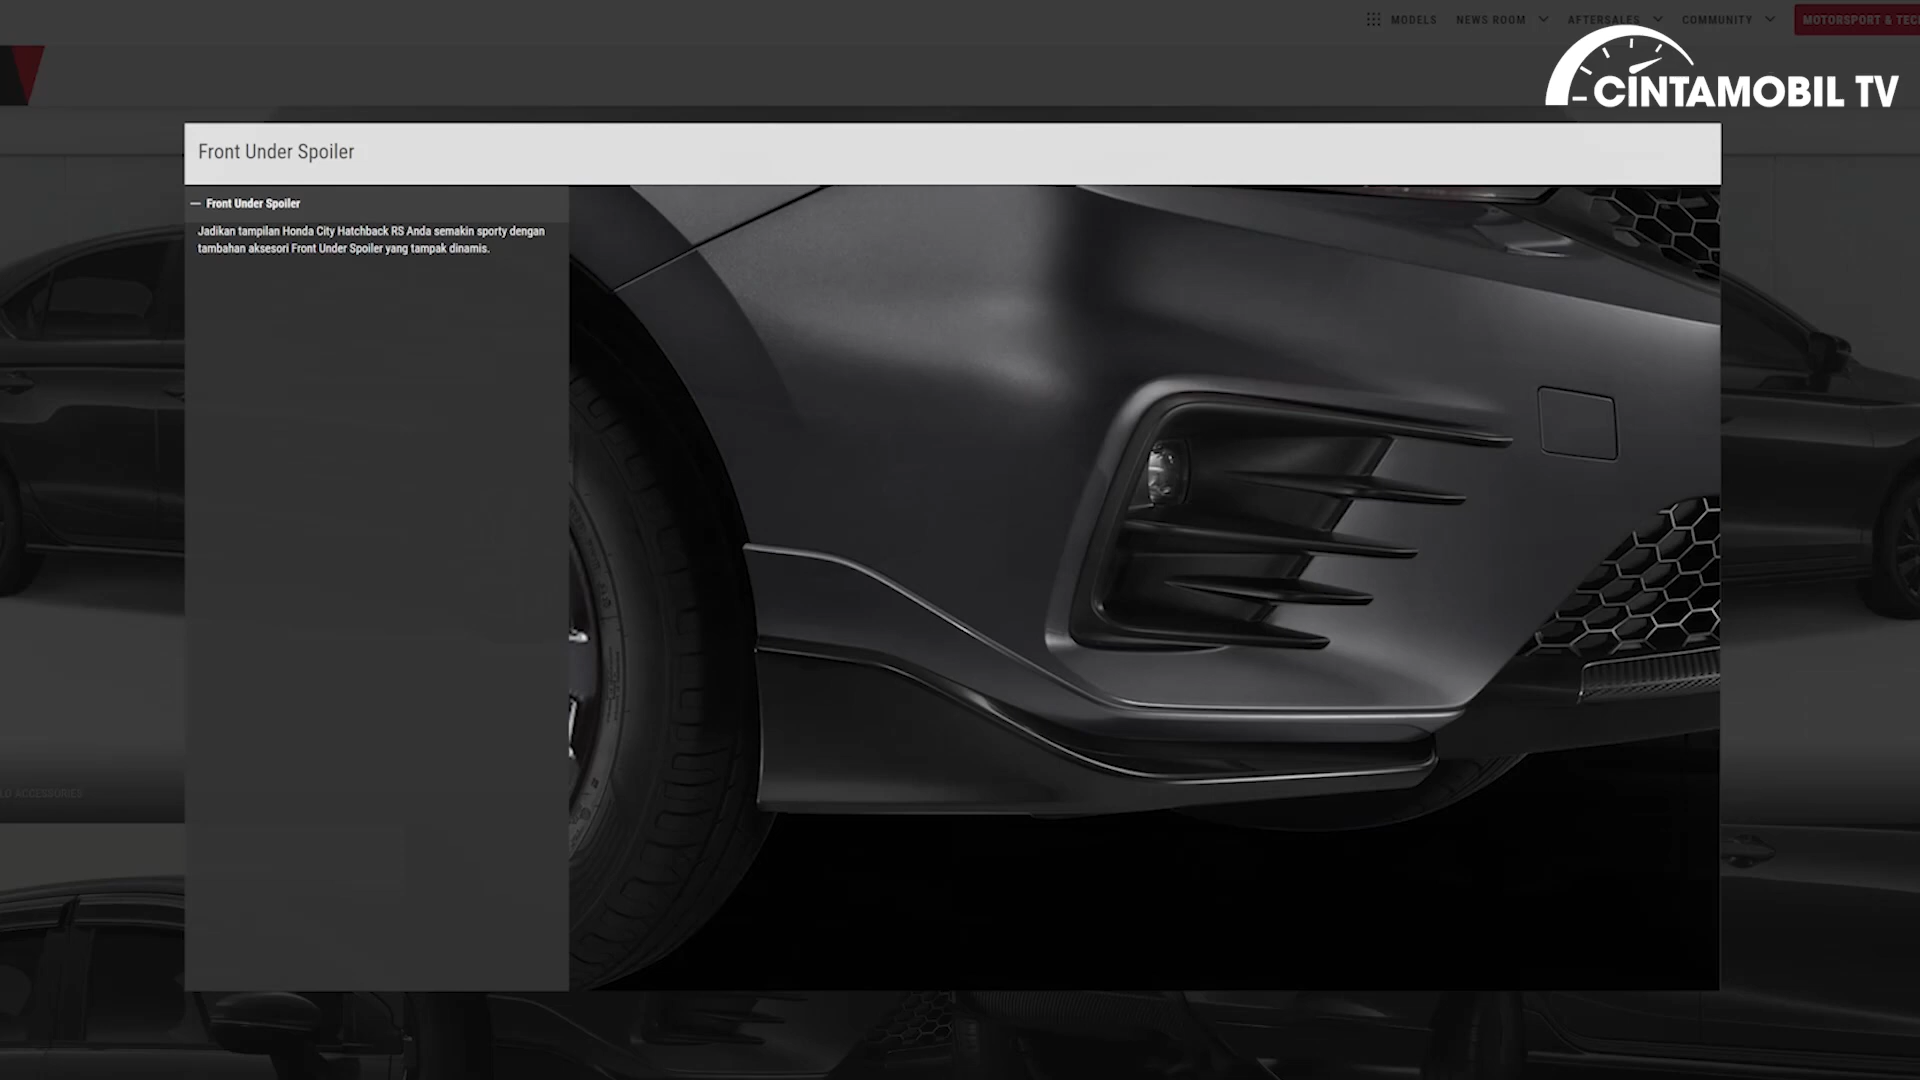 MODELS NEWS ROOM AFTERSALES COMMUNITY MOTORSPORT & TEC
CINTAMOBIL TV
Front Under Spoiler
Front Under Spoiler
Jadikan tampilan Honda City Hatchback RS Anda semakin sporty dengan
tambahan aksesori Front Under Spoiler yang tampak dinamis.
ACCESSORIES